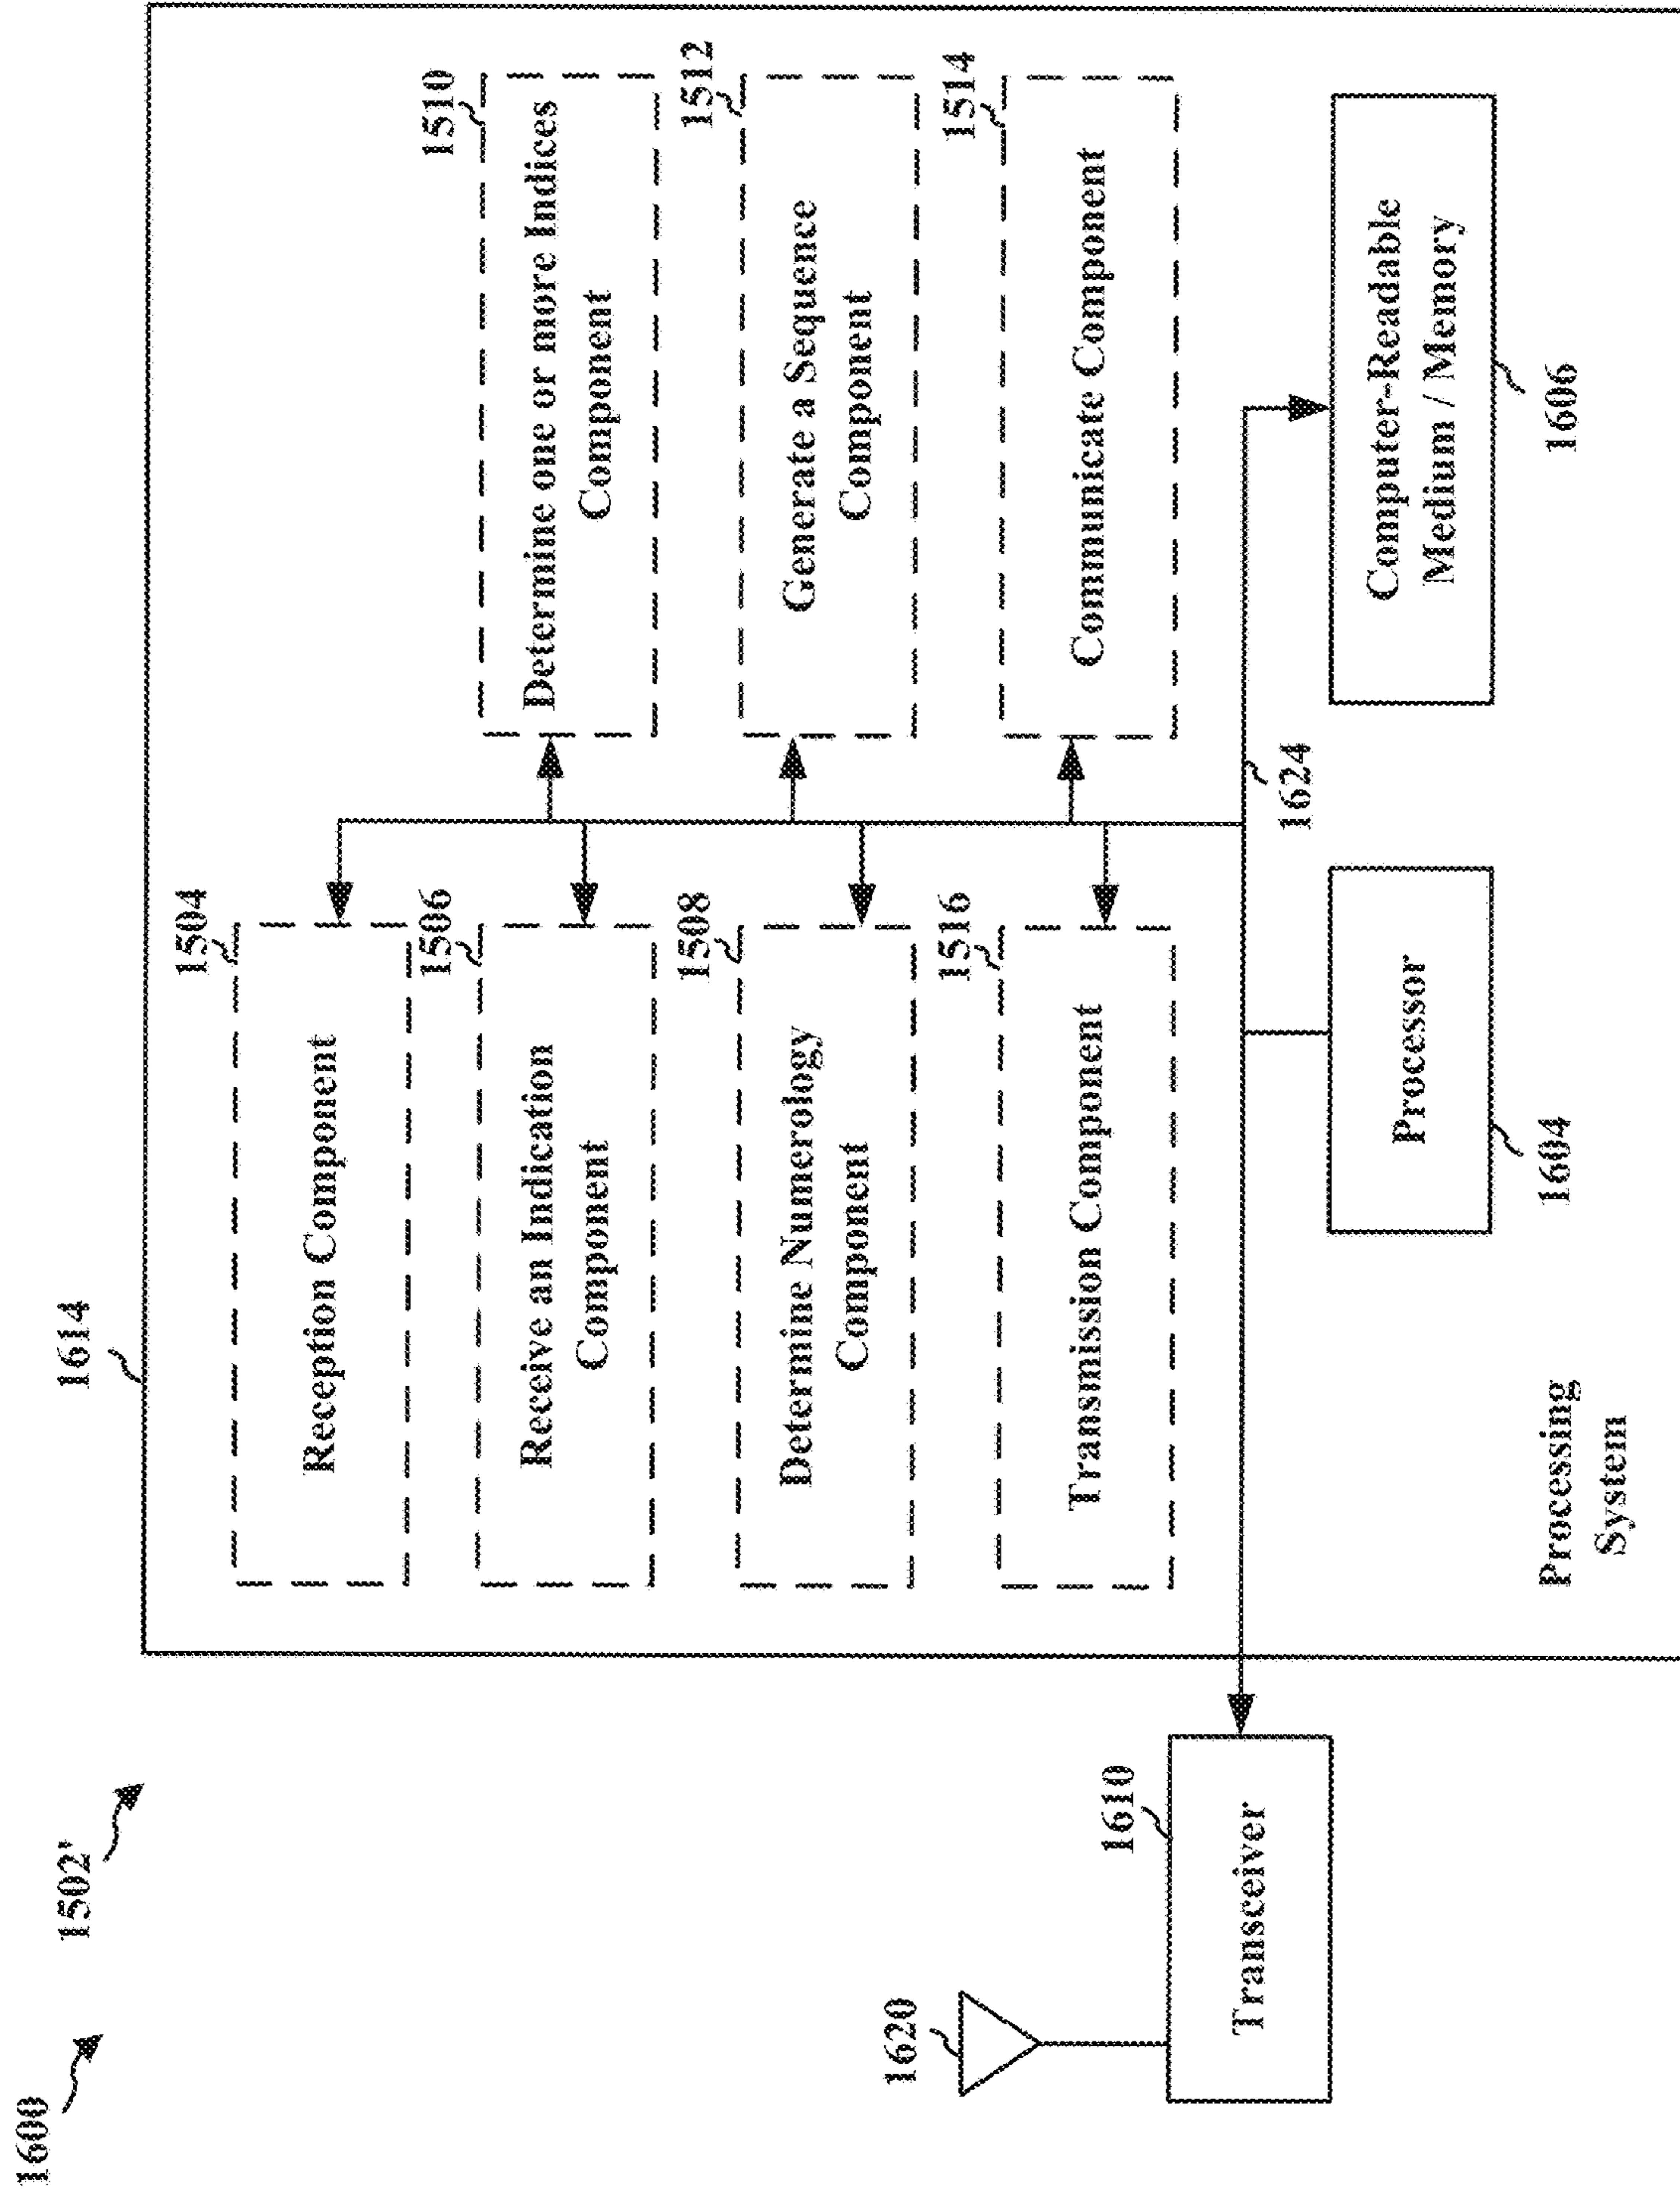 1600
1502'
1614
1504
Reception Component
1506
Receive an Indication
Component
1510
Determine one or more Indices
Component
1508
Determine Numerology
Component
1512
Generate a Sequence
Component
1516
Transmission Component
1514
Communicate Component
1620
1610
Transceiver
1624
Processor
1604
Computer-Readable
Medium / Memory
1606
Processing
System